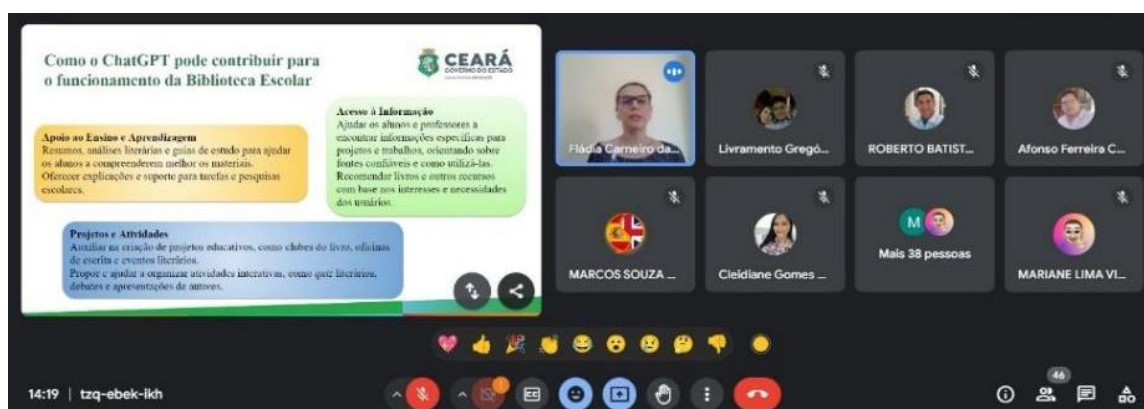 Como o ChatGPT pode contribuir para
o funcionamento da Biblioteca Escolar
CEARÁ
GOVERNO DO ESTADO
Apoio ao Ensino e Aprendizagem
Resumos, análises literárias e guias de estudo para ajudar
os alunos a compreenderem melhor os materiais.
Oferecer explicações e suporte para tarefas e pesquisas
escolares.
Acesso à Informação
Ajudar os alunos e professores a
encontrar informações específicas para
projetos e trabalhos, orientando sobre
fontes confiáveis e como utilizá-las.
Recomendar livros e outros recursos
com base nos interesses e necessidades
dos usuários.
Projetos e Atividades
Auxiliar na criação de projetos educativos, como clubes do livro, oficinas
de escrita e eventos literários.
Propor e ajudar a organizar atividades interativas, como quiz literários,
debates e apresentações de autores.
Fládia Carneiro da...
Livramento Gregó...
ROBERTO BATIST...
Afonso Ferreira C...
MARCOS SOUZA ...
Cleidiane Gomes ...
M
Mais 38 pessoas
MARIANE LIMA VI...
14:19 | tzq-ebek-ikh
46